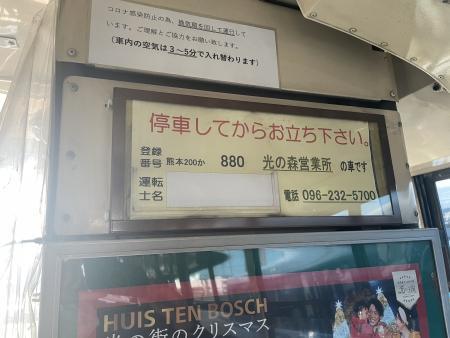 コロナ感染防止の為、換気扇を回して運行して
います。ご理解とご協力をお願い致します。
（車内の空気は３～５分で入れ替わります）
停車してからお立ち下さい。
登録番号 熊本200か 880 光の森営業所 の車です
運転士名 電話 096-232-5700
HUIS TEN BOSCH
光の街のクリスマス